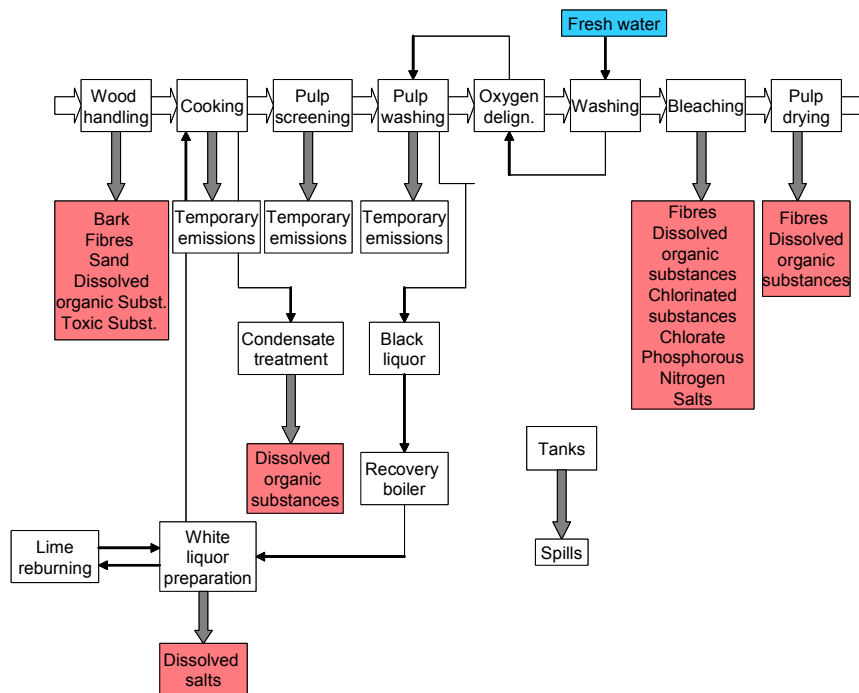 Fresh water
Wood
handling
Cooking
Pulp
screening
Pulp
washing
Oxygen
delign.
Washing
Bleaching
Pulp
drying
Bark
Fibres
Sand
Dissolved
organic Subst.
Toxic Subst.
Temporary
emissions
Temporary
emissions
Temporary
emissions
Fibres
Dissolved
organic
substances
Chlorinated
substances
Chlorate
Phosphorous
Nitrogen
Salts
Fibres
Dissolved
organic
substances
Condensate
treatment
Black
liquor
Dissolved
organic
substances
Recovery
boiler
Tanks
Spills
Lime
reburning
White
liquor
preparation
Dissolved
salts